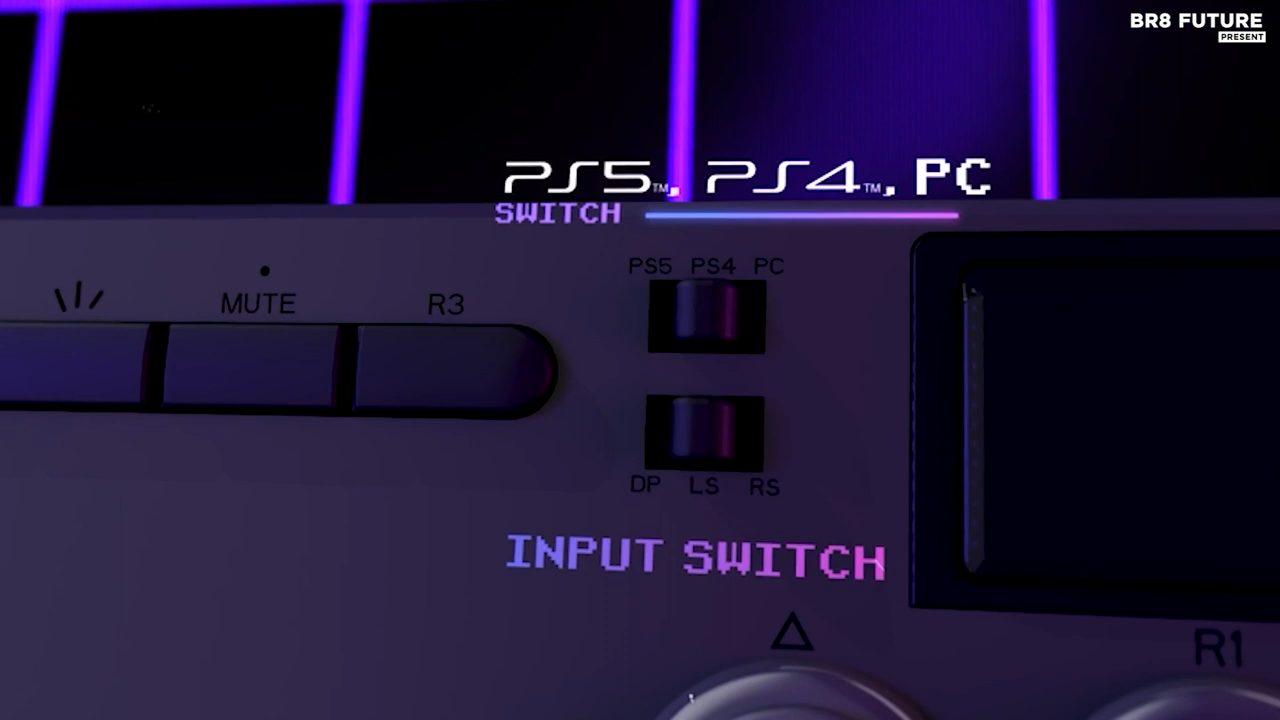 BR8 FUTURE
PRESENT
PS5™, PS4™, PC
SWITCH
PS5 PS4 PC
MUTE
R3
DP LS RS
INPUT SWITCH
R1